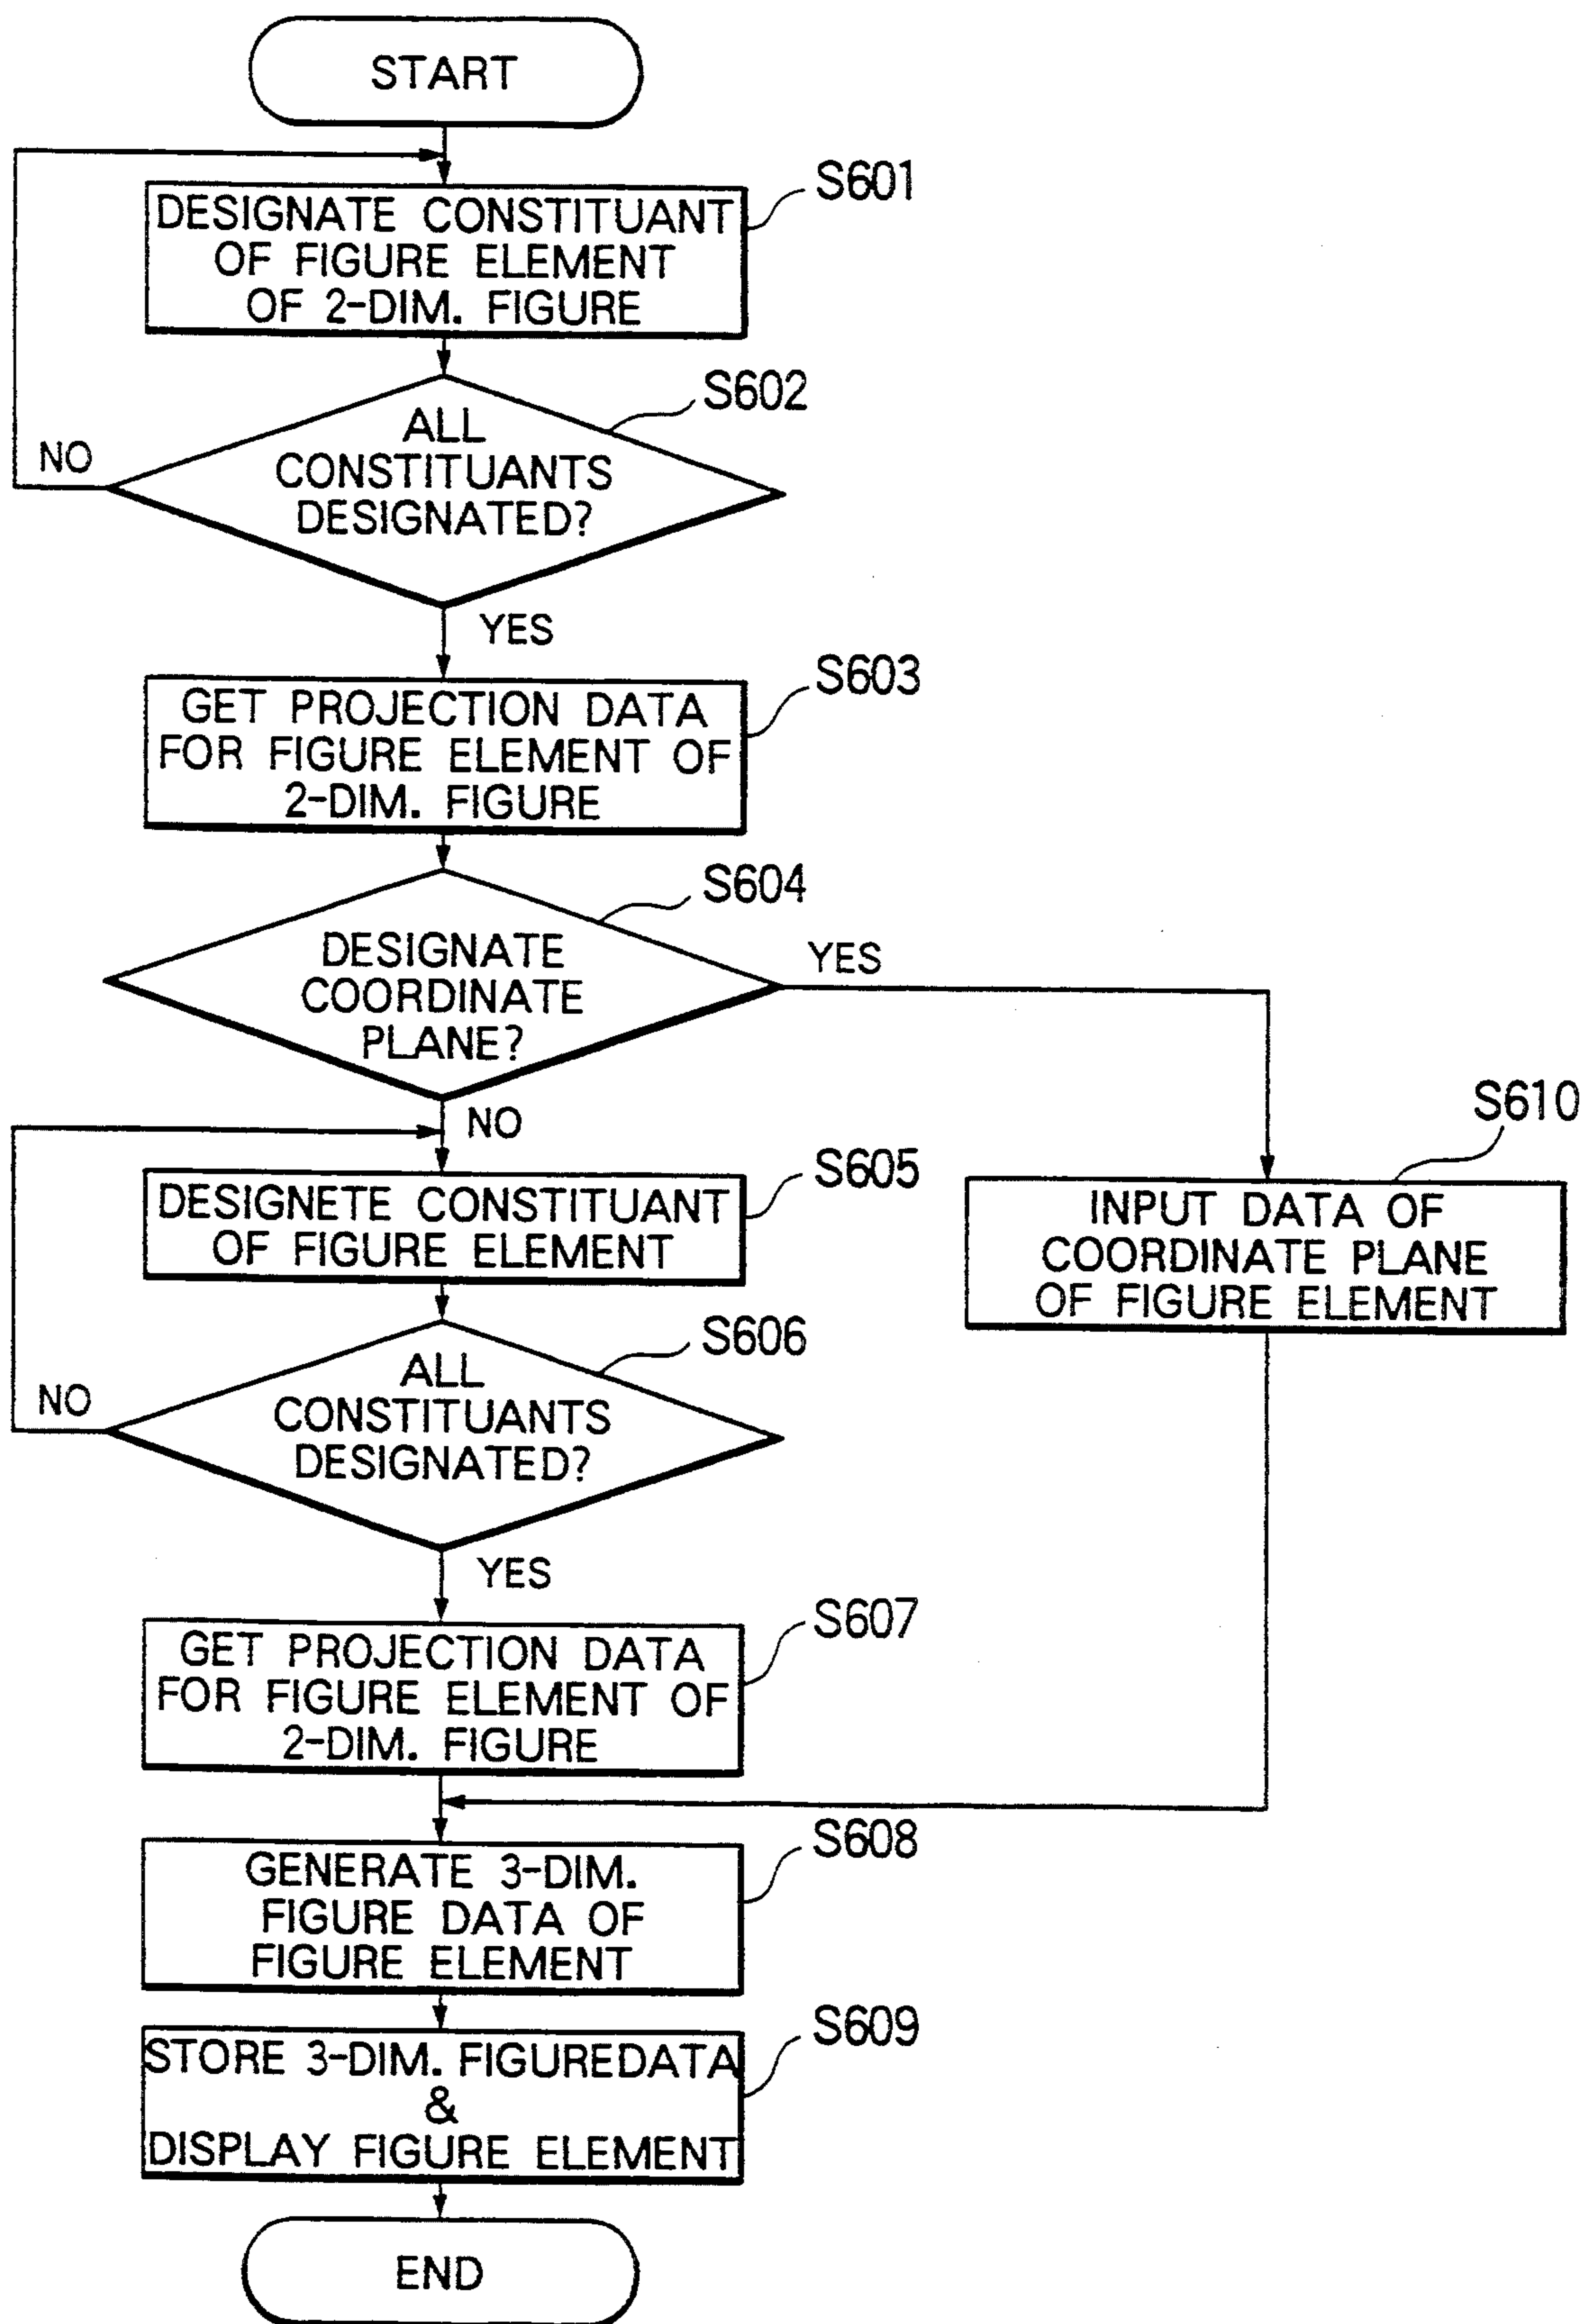 START
S601
DESIGNATE CONSTITUANT
OF FIGURE ELEMENT
OF 2-DIM. FIGURE
S602
ALL
CONSTITUANTS
DESIGNATED?
NO
YES
S603
GET PROJECTION DATA
FOR FIGURE ELEMENT OF
2-DIM. FIGURE
S604
DESIGNATE
COORDINATE
PLANE?
YES
NO
S610
INPUT DATA OF
COORDINATE PLANE
OF FIGURE ELEMENT
S605
DESIGNETE CONSTITUANT
OF FIGURE ELEMENT
S606
ALL
CONSTITUANTS
DESIGNATED?
NO
YES
S607
GET PROJECTION DATA
FOR FIGURE ELEMENT OF
2-DIM. FIGURE
S608
GENERATE 3-DIM.
FIGURE DATA OF
FIGURE ELEMENT
S609
STORE 3-DIM. FIGUREDATA
&
DISPLAY FIGURE ELEMENT
END